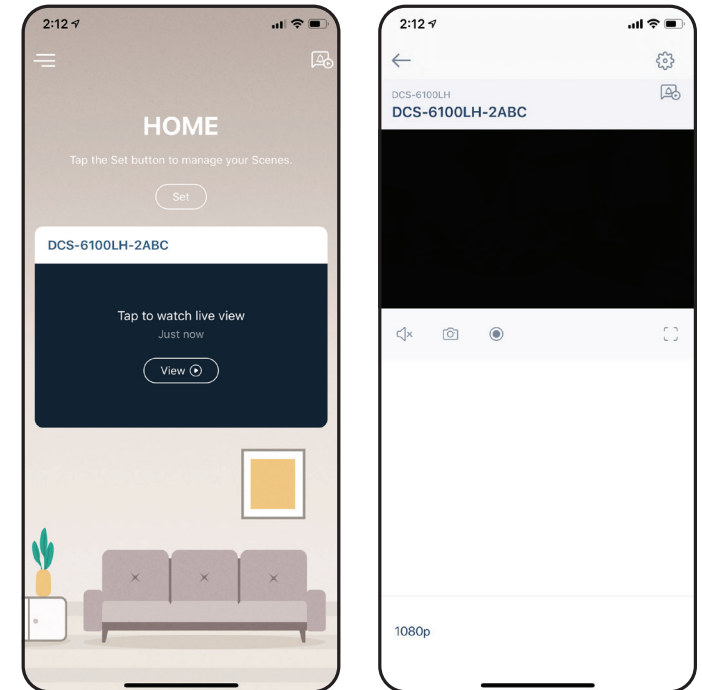 2:12
HOME
Tap the Set button to manage your Scenes.
Set
DCS-6100LH-2ABC
Tap to watch live view
Just now
View
2:12
DCS-6100LH
DCS-6100LH-2ABC
1080p